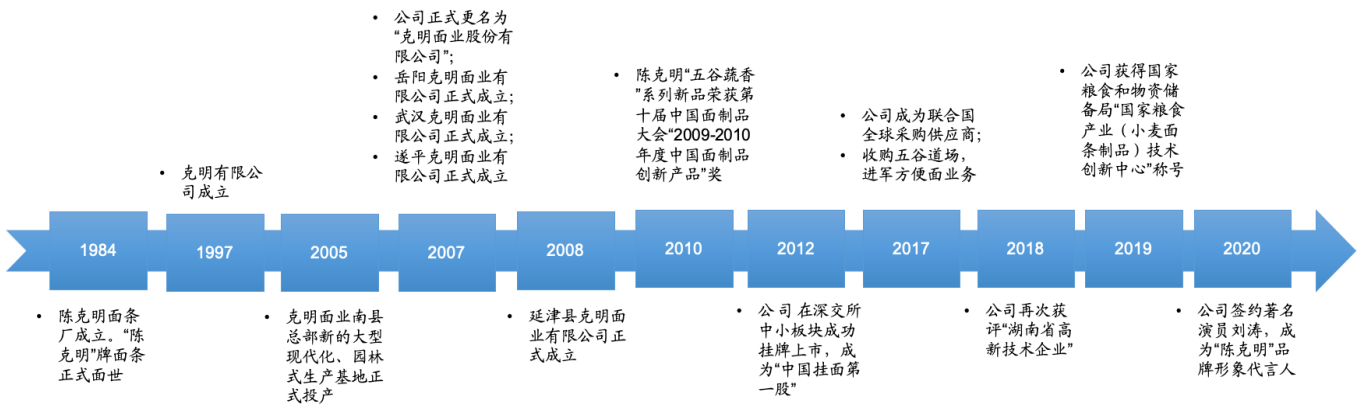 • 公司正式更名为
“克明面业股份有
限公司”;
• 岳阳克明面业有
限公司正式成立;
• 武汉克明面业有
限公司正式成立;
• 遂平克明面业有
限公司正式成立
• 克明有限公
司成立
• 陈克明“五谷蔬香
”系列新品荣获第
十届中国面制品
大会“2009-2010
年度中国面制品
创新产品”奖
• 公司成为联合国
全球采购供应商;
• 收购五谷道场,
进军方便面业务
• 公司获得国家
粮食和物资储
备局“国家粮食
产业（小麦面
条制品）技术
创新中心”称号
1984
1997
2005
2007
2008
2010
2012
2017
2018
2019
2020
• 陈克明面条
厂成立。“陈
克明”牌面条
正式面世
• 克明面业南县
总部新的大型
现代化、园林
式生产基地正
式投产
• 延津县克明面
业有限公司正
式成立
• 公司在深交所
中小板块成功
挂牌上市，成
为“中国挂面第
一股”
• 公司再次获
评“湖南省高
新技术企业”
• 公司签约著名
演员刘涛，成
为“陈克明”品
牌形象代言人